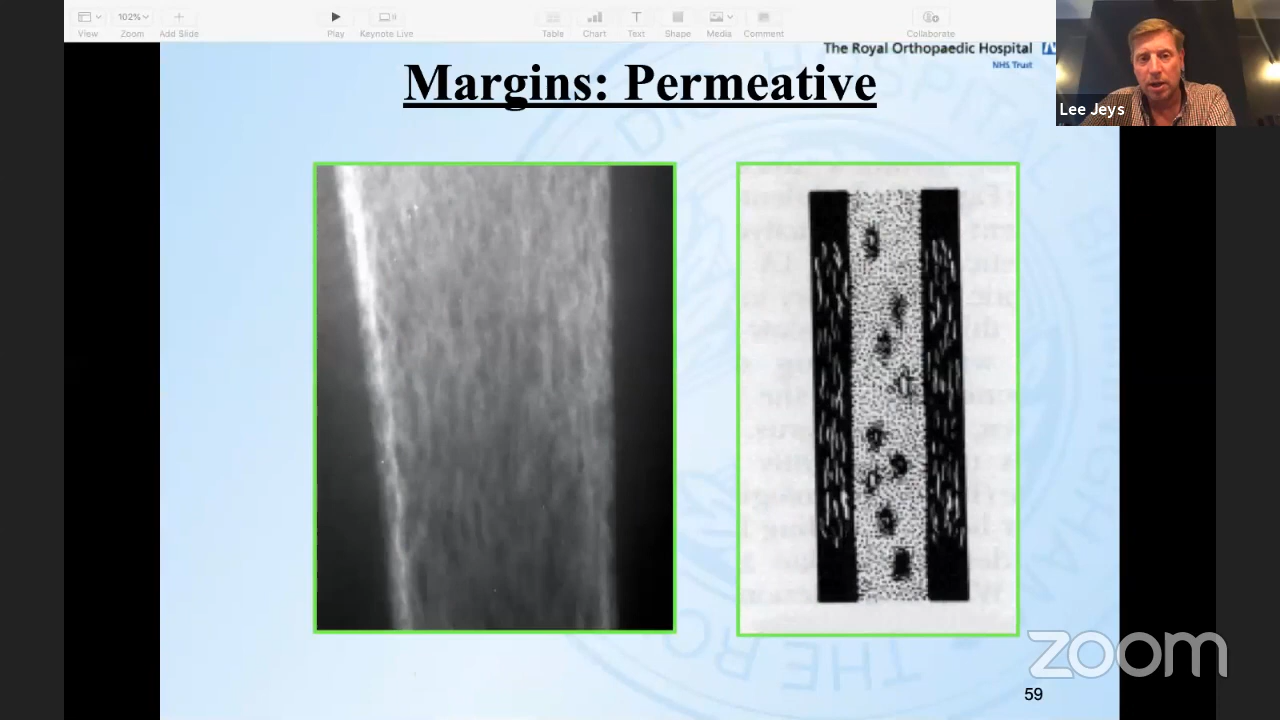 View
102%
Zoom
Add Slide
Play
Keynote Live
Table
Chart
Text
Shape
Media
Comment
Collaborate
The Royal Orthopaedic Hospital
NHS Trust
Lee Jeys
Margins: Permeative
zoom
59